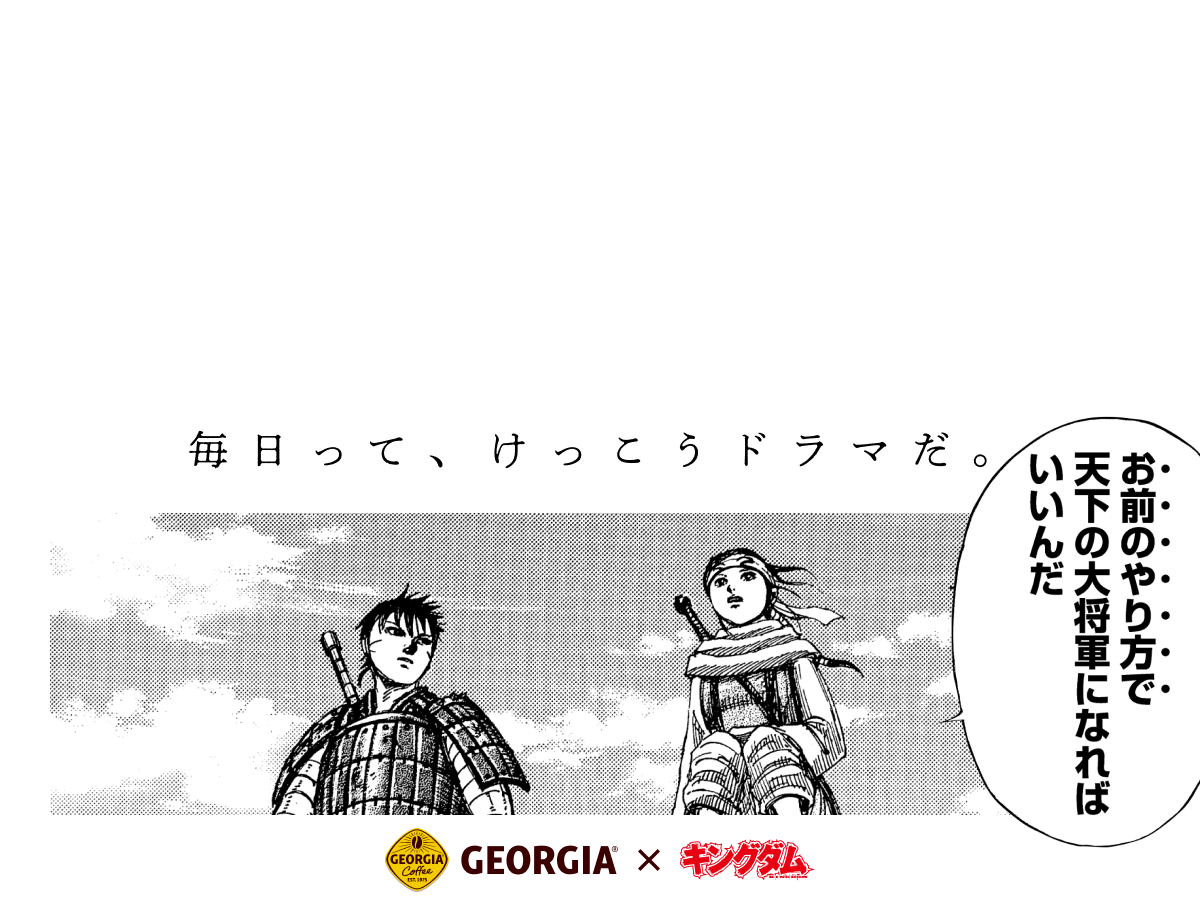 毎日って、けっこうドラマだ。
お前のやり方で
天下の大将軍になれば
いいんだ
GEORGIA
Coffee
EST. 1975
GEORGIA® × キングダム